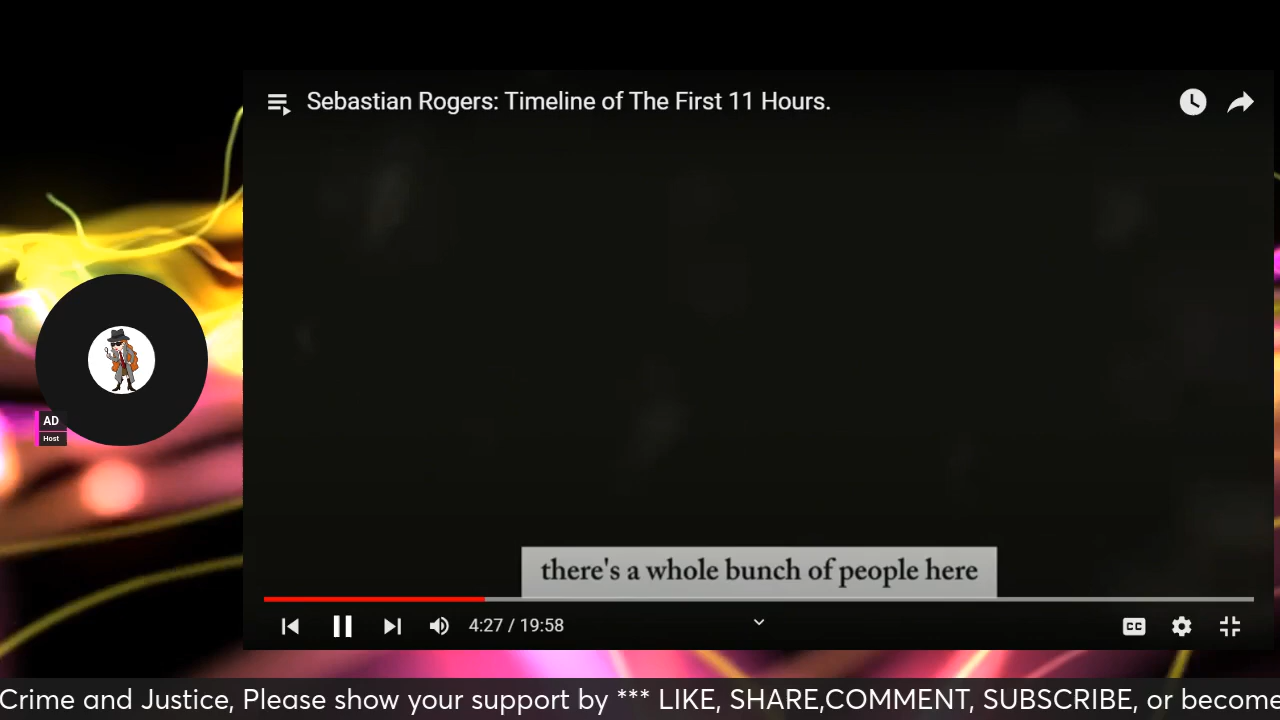 Sebastian Rogers: Timeline of The First 11 Hours.
AD
Host
there's a whole bunch of people here
4:27 / 19:58
CC
Crime and Justice, Please show your support by *** LIKE, SHARE,COMMENT, SUBSCRIBE, or become